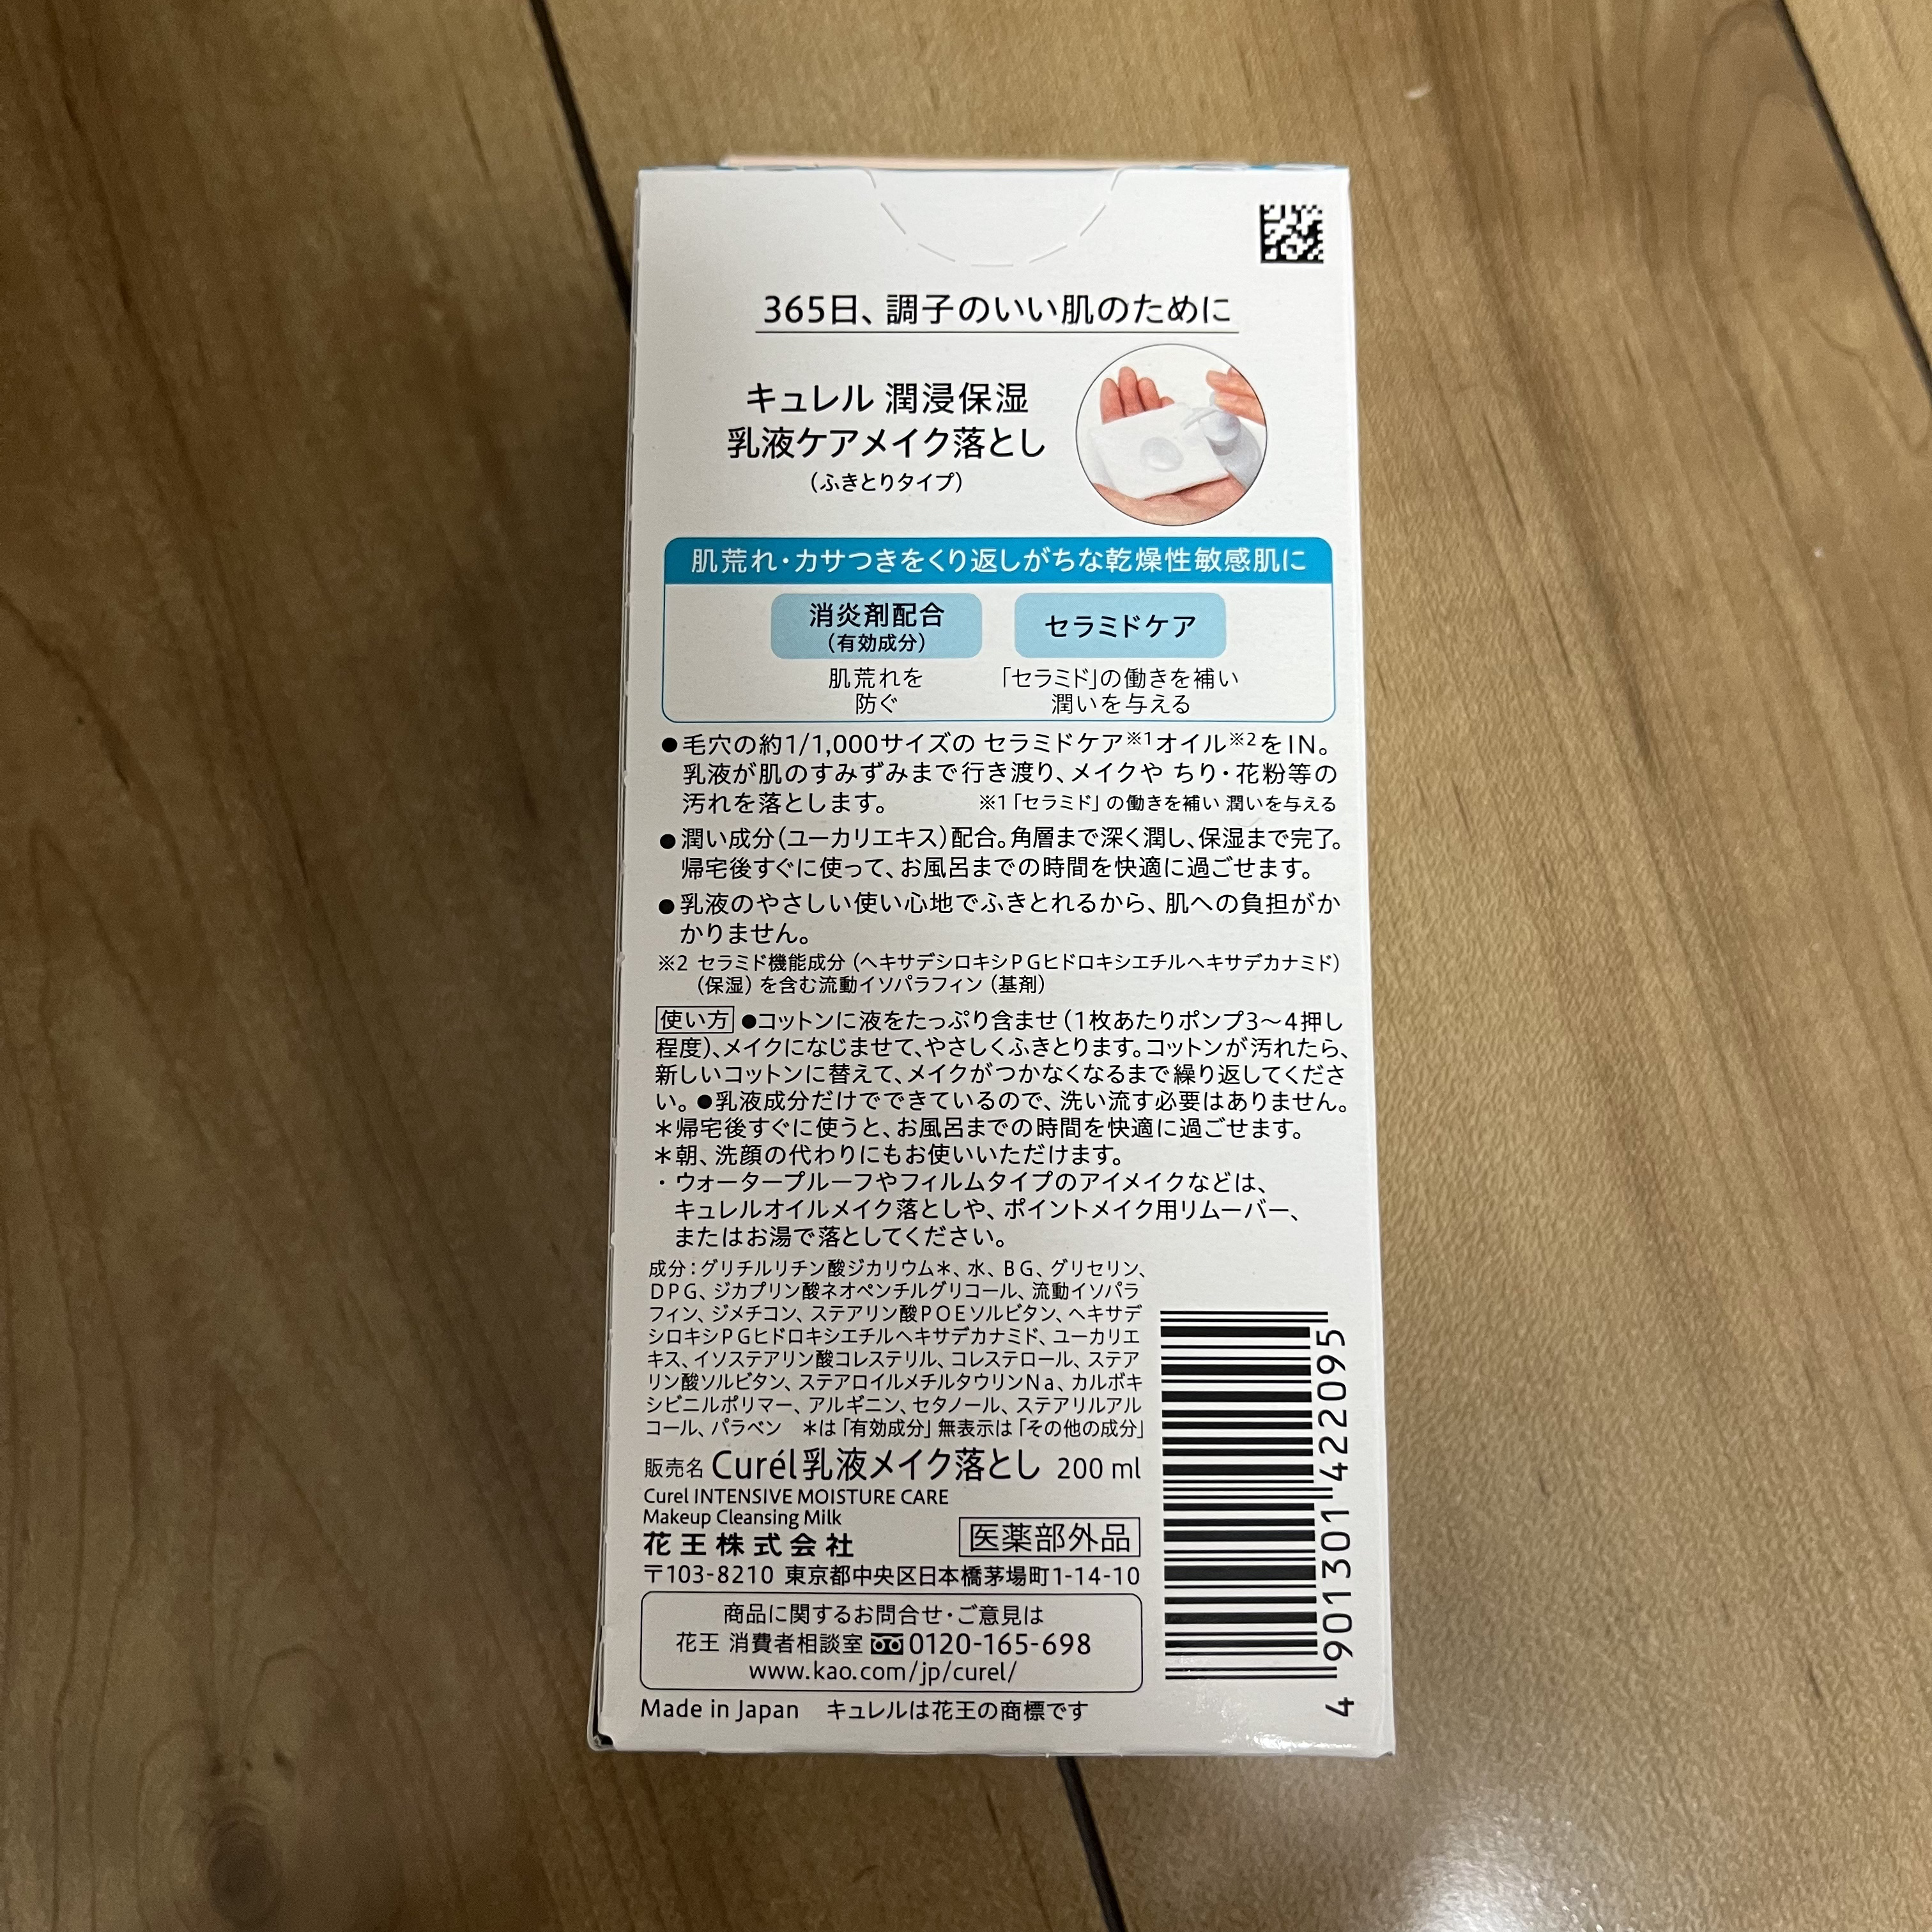 365日、調子のいい肌のために
キュレル 潤浸保湿
乳液ケアメイク落とし
(ふきとりタイプ)
肌荒れ・カサつきをくり返しがちな乾燥性敏感肌に
消炎剤配合
(有効成分)
肌荒れを
防ぐ
セラミドケア
「セラミド」の働きを補い
潤いを与える
●毛穴の約1/1,000サイズの セラミドケア※1オイル※2をIN。
乳液が肌のすみずみまで行き渡り、メイクや ちり・花粉等の
汚れを落とします。 ※1「セラミド」の働きを補い 潤いを与える
●潤い成分(ユーカリエキス)配合。角層まで深く潤し、保湿まで完了。
帰宅後すぐに使って、お風呂までの時間を快適に過ごせます。
●乳液のやさしい使い心地でふきとれるから、肌への負担がか
かりません。
※2 セラミド機能成分(ヘキサデシロキシPGヒドロキシエチルヘキサデカナミド)
(保湿)を含む流動イソパラフィン(基剤)
使い方 ●コットンに液をたっぷり含ませ(1枚あたりポンプ3〜4押し
程度)、メイクになじませて、やさしくふきとります。コットンが汚れたら、
新しいコットンに替えて、メイクがつかなくなるまで繰り返してくださ
い。●乳液成分だけでできているので、洗い流す必要はありません。
＊帰宅後すぐに使うと、お風呂までの時間を快適に過ごせます。
＊朝、洗顔の代わりにもお使いいただけます。
・ウォータープルーフやフィルムタイプのアイメイクなどは、
キュレルオイルメイク落としや、ポイントメイク用リムーバー、
またはお湯で落としてください。
成分:グリチルリチン酸ジカリウム＊、水、BG、グリセリン、
DPG、ジカプリン酸ネオペンチルグリコール、流動イソパラ
フィン、ジメチコン、ステアリン酸POEソルビタン、ヘキサデ
シロキシPGヒドロキシエチルヘキサデカナミド、ユーカリエ
キス、イソステアリン酸コレステリル、コレステロール、ステア
リン酸ソルビタン、ステアロイルメチルタウリンNa、カルボキ
シビニルポリマー、アルギニン、セタノール、ステアリルアル
コール、パラベン ＊は「有効成分」無表示は「その他の成分」
販売名 Curél乳液メイク落とし 200 ml
Curel INTENSIVE MOISTURE CARE
Makeup Cleansing Milk
花王株式会社 医薬部外品
〒103-8210 東京都中央区日本橋茅場町1-14-10
商品に関するお問合せ・ご意見は
花王 消費者相談室 0120-165-698
www.kao.com/jp/curel/
Made in Japan キュレルは花王の商標です
4 901301 422095